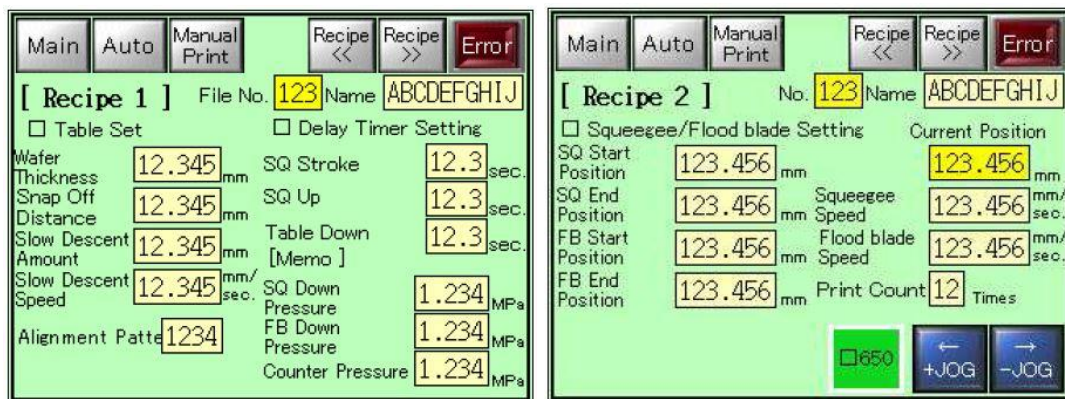 Main Auto Manual Print Recipe << Recipe >> Error
[ Recipe 1 ] File No. 123 Name ABCDEFGHIJ
□ Table Set □ Delay Timer Setting
Wafer Thickness 12.345 mm SQ Stroke 12.3 sec.
Snap Off Distance 12.345 mm SQ Up 12.3 sec.
Slow Descent Amount 12.345 mm Table Down 12.3 sec.
[Memo ]
Slow Descent Speed 12.345 mm/sec. SQ Down Pressure 1.234 MPa
Alignment Patte 1234 FB Down Pressure 1.234 MPa
Counter Pressure 1.234 MPa
Main Auto Manual Print Recipe << Recipe >> Error
[ Recipe 2 ] No. 123 Name ABCDEFGHIJ
□ Squeegee/Flood blade Setting Current Position
SQ Start Position 123.456 mm 123.456 mm
SQ End Position 123.456 mm Squeegee Speed 123.456 mm/sec.
FB Start Position 123.456 mm Flood blade Speed 123.456 mm/sec.
FB End Position 123.456 mm Print Count 12 Times
□650 ← +JOG → -JOG